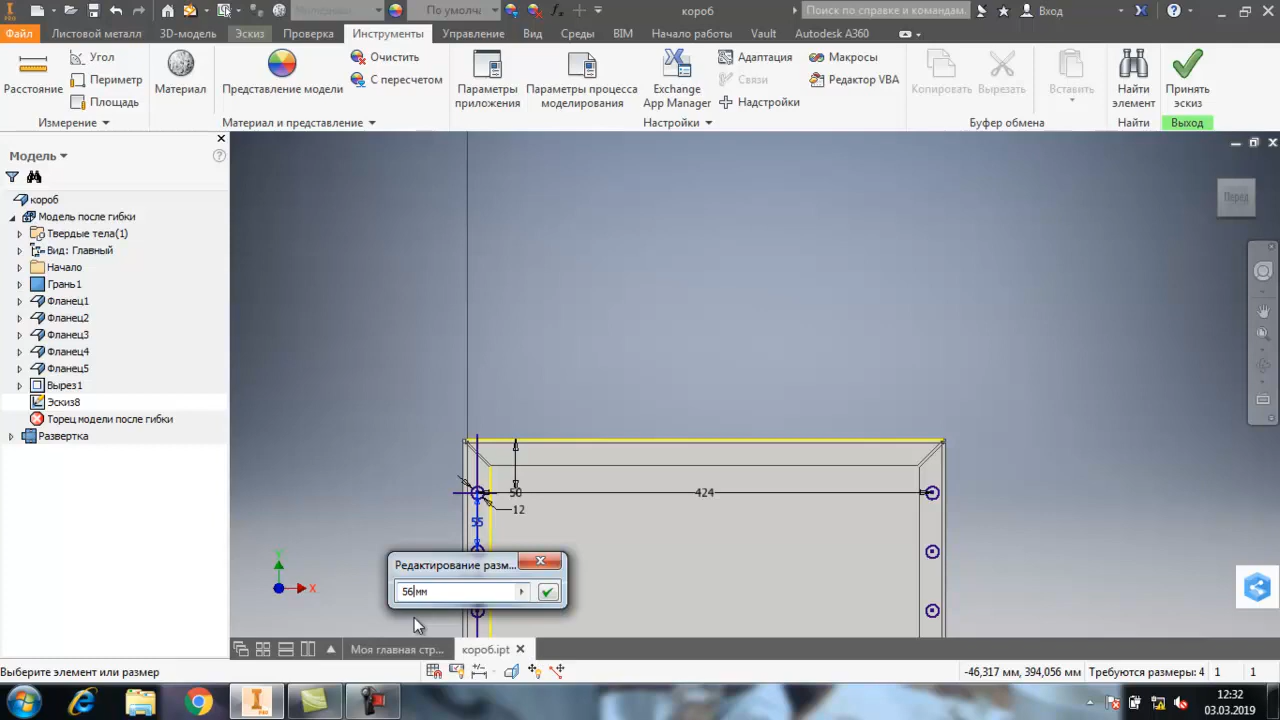 PRO
Материал
По умолч
короб
Поиск по справке и командам.
Вход
Файл
Листовой металл
3D-модель
Эскиз
Проверка
Инструменты
Управление
Вид
Среды
BIM
Начало работы
Vault
Autodesk A360
Расстояние
Угол
Периметр
Площадь
Измерение
Материал
Представление модели
Очистить
С пересчетом
Материал и представление
Параметры
приложения
Параметры процесса
моделирования
Exchange
App Manager
Адаптация
Связи
Надстройки
Макросы
Редактор VBA
Настройки
Копировать
Вырезать
Вставить
Буфер обмена
Найти
элемент
Найти
Принять
эскиз
Выход
Модель
короб
Модель после гибки
Твердые тела(1)
Вид: Главный
Начало
Грань1
Фланец1
Фланец2
Фланец3
Фланец4
Фланец5
Вырез1
Эскиз8
Торец модели после гибки
Развертка
Перед
50
424
12
55
Редактирование разм...
56мм
Y
X
Моя главная стр...
короб.ipt
Выберите элемент или размер
-46,317 мм, 394,056 мм
Требуются размеры: 4
1
1
12:32
03.03.2019